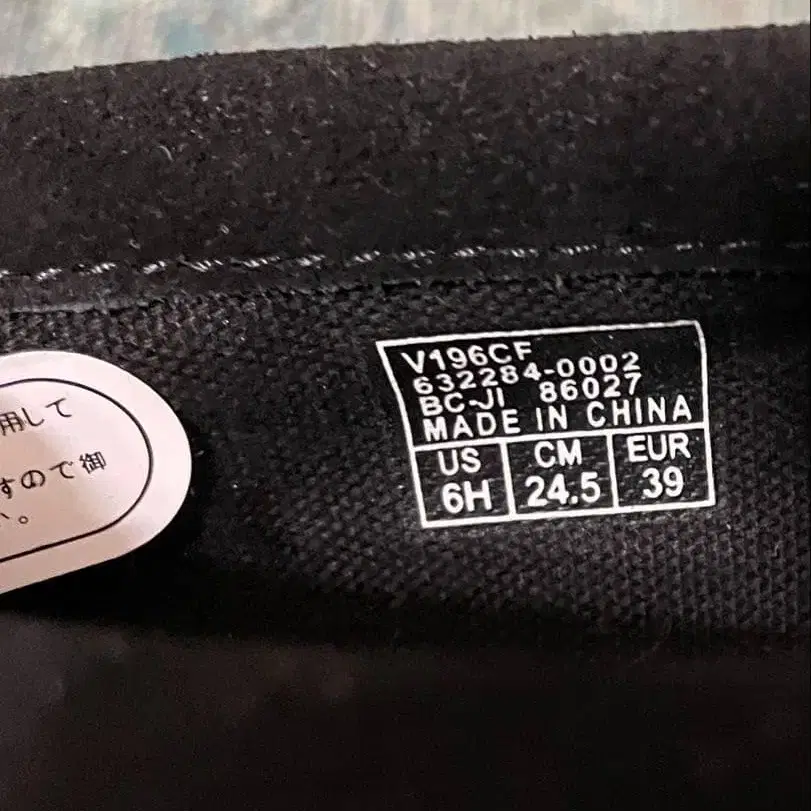 用して
すので御
い。
V196CF
632284-0002
BC-JI 86027
MADE IN CHINA
US CM EUR
6H 24.5 39